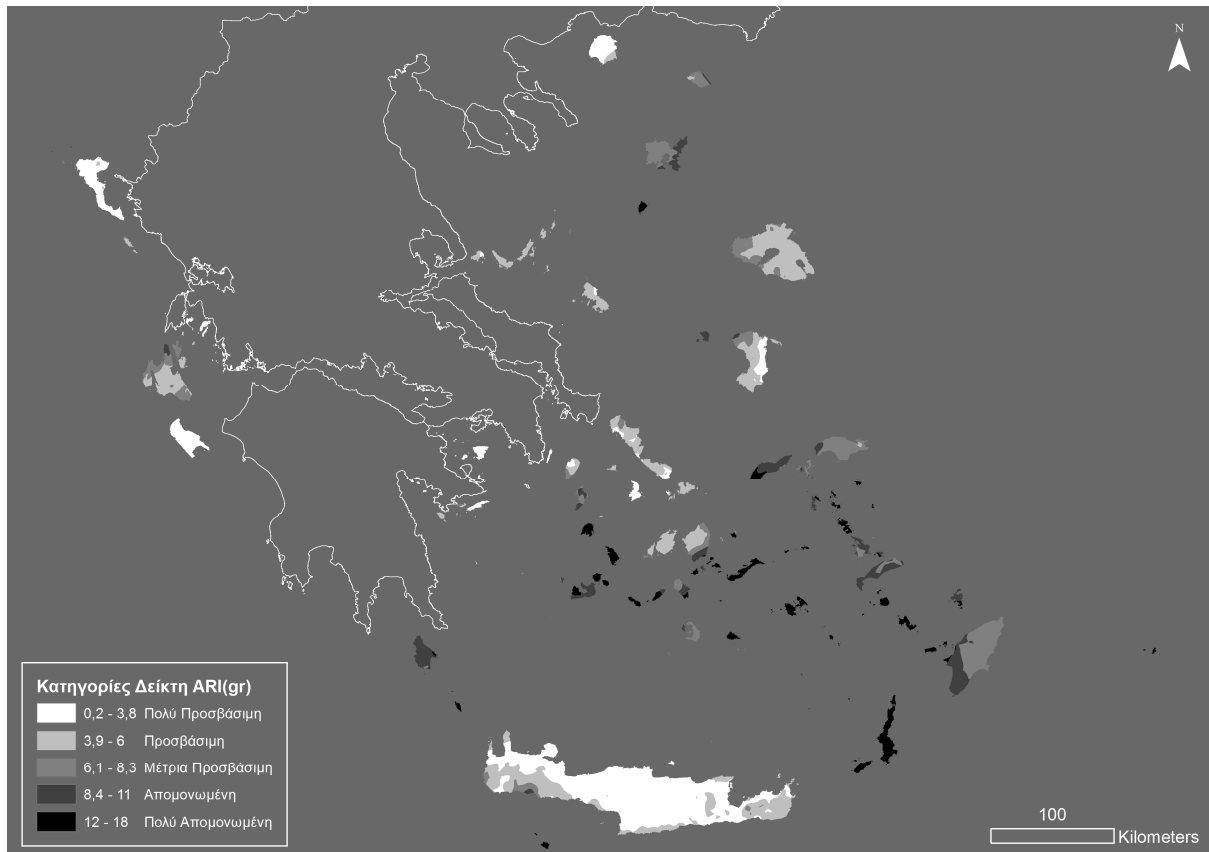 N
Κατηγορίες Δείκτη ARI(gr)
0,2 - 3,8 Πολύ Προσβάσιμη
3,9 - 6 Προσβάσιμη
6,1 - 8,3 Μέτρια Προσβάσιμη
8,4 - 11 Απομονωμένη
12 - 18 Πολύ Απομονωμένη
100
Kilometers